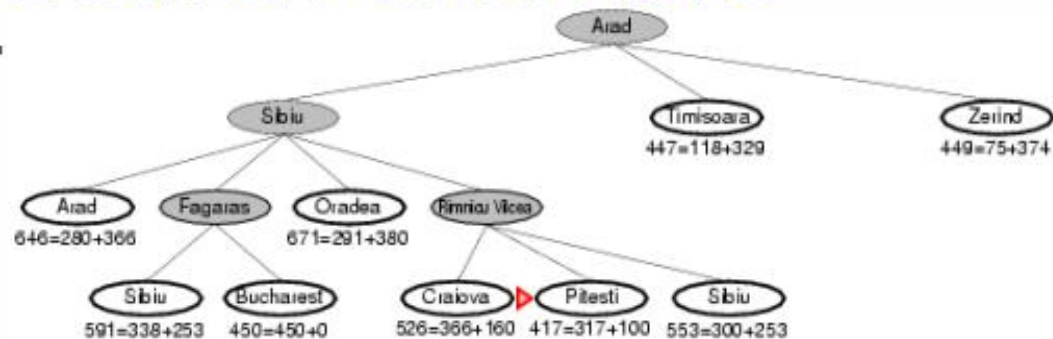 Arad
Sibiu Timisoara Zerind
447=118+329 449=75+374
Arad Fagaras Oradea Rimnicu Vilcea
646=280+366 671=291+380
Sibiu Bucharest Craiova Pitesti Sibiu
591=338+253 450=450+0 526=366+160 417=317+100 553=300+253